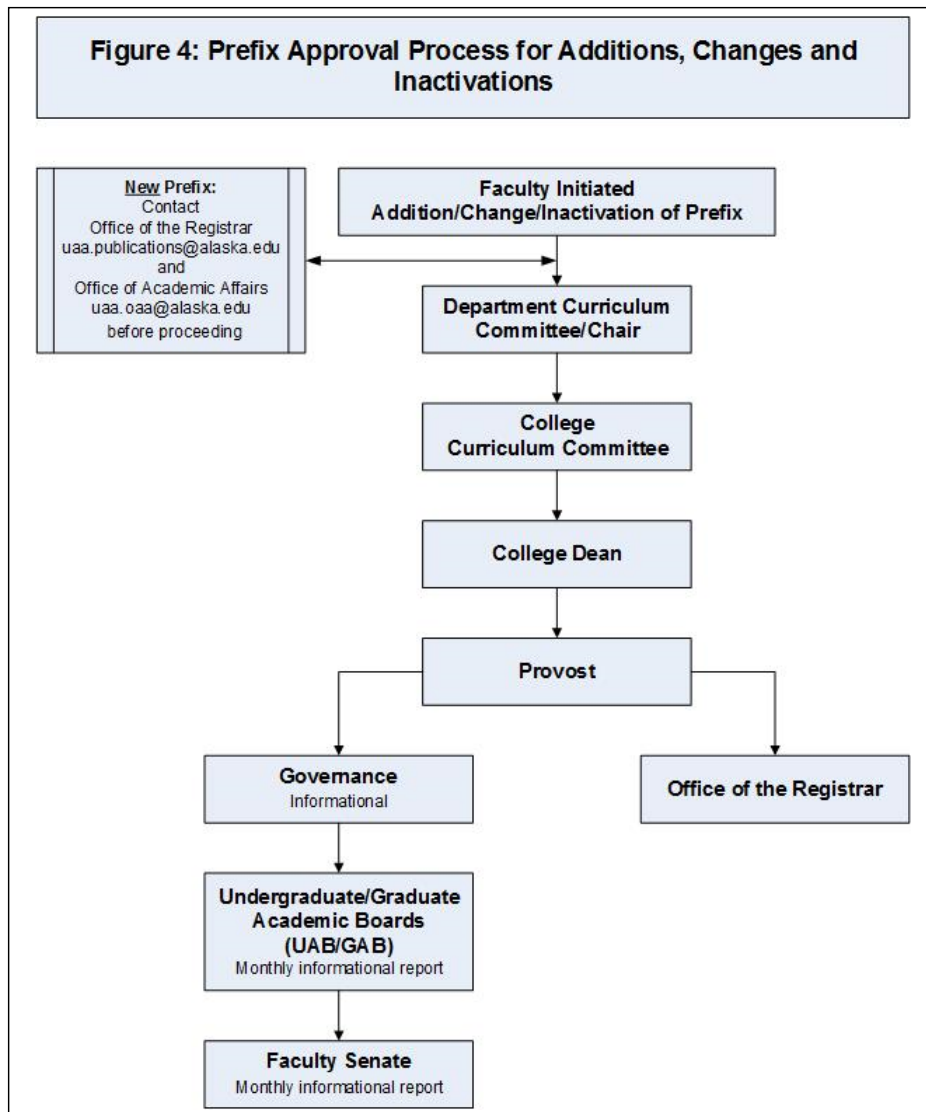 Figure 4: Prefix Approval Process for Additions, Changes and
Inactivations
New Prefix:
Contact
Office of the Registrar
uaa.publications@alaska.edu
and
Office of Academic Affairs
uaa.oaa@alaska.edu
before proceeding
Faculty Initiated
Addition/Change/Inactivation of Prefix
Department Curriculum
Committee/Chair
College
Curriculum Committee
College Dean
Provost
Governance
Informational
Office of the Registrar
Undergraduate/Graduate
Academic Boards
(UAB/GAB)
Monthly informational report
Faculty Senate
Monthly informational report